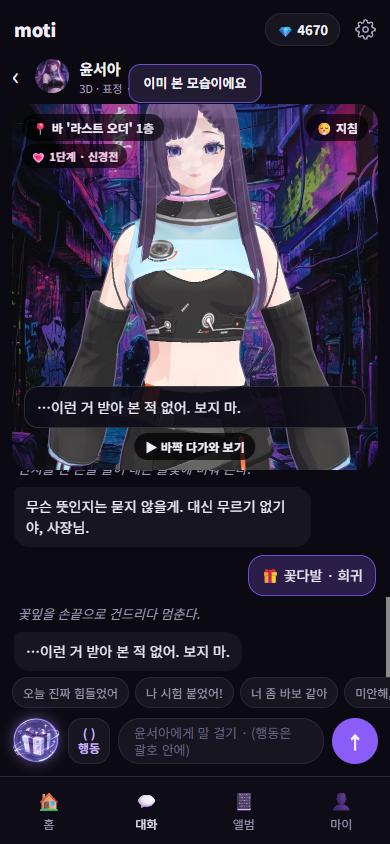 moti
4670
윤서아
3D · 표정
이미 본 모습이에요
바 '라스트 오더' 1층
지침
1단계 · 신경전
…이런 거 받아 본 적 없어. 보지 마.
▶ 바짝 다가와 보기
무슨 뜻인지는 묻지 않을게. 대신 무르기 없기
야, 사장님.
꽃다발 · 희귀
꽃잎을 손끝으로 건드리다 멈춘다.
…이런 거 받아 본 적 없어. 보지 마.
오늘 진짜 힘들었어
나 시험 붙었어!
너 좀 바보 같아
미안해,
( )
행동
윤서아에게 말 걸기 · (행동은
괄호 안에)
홈
대화
앨범
마이